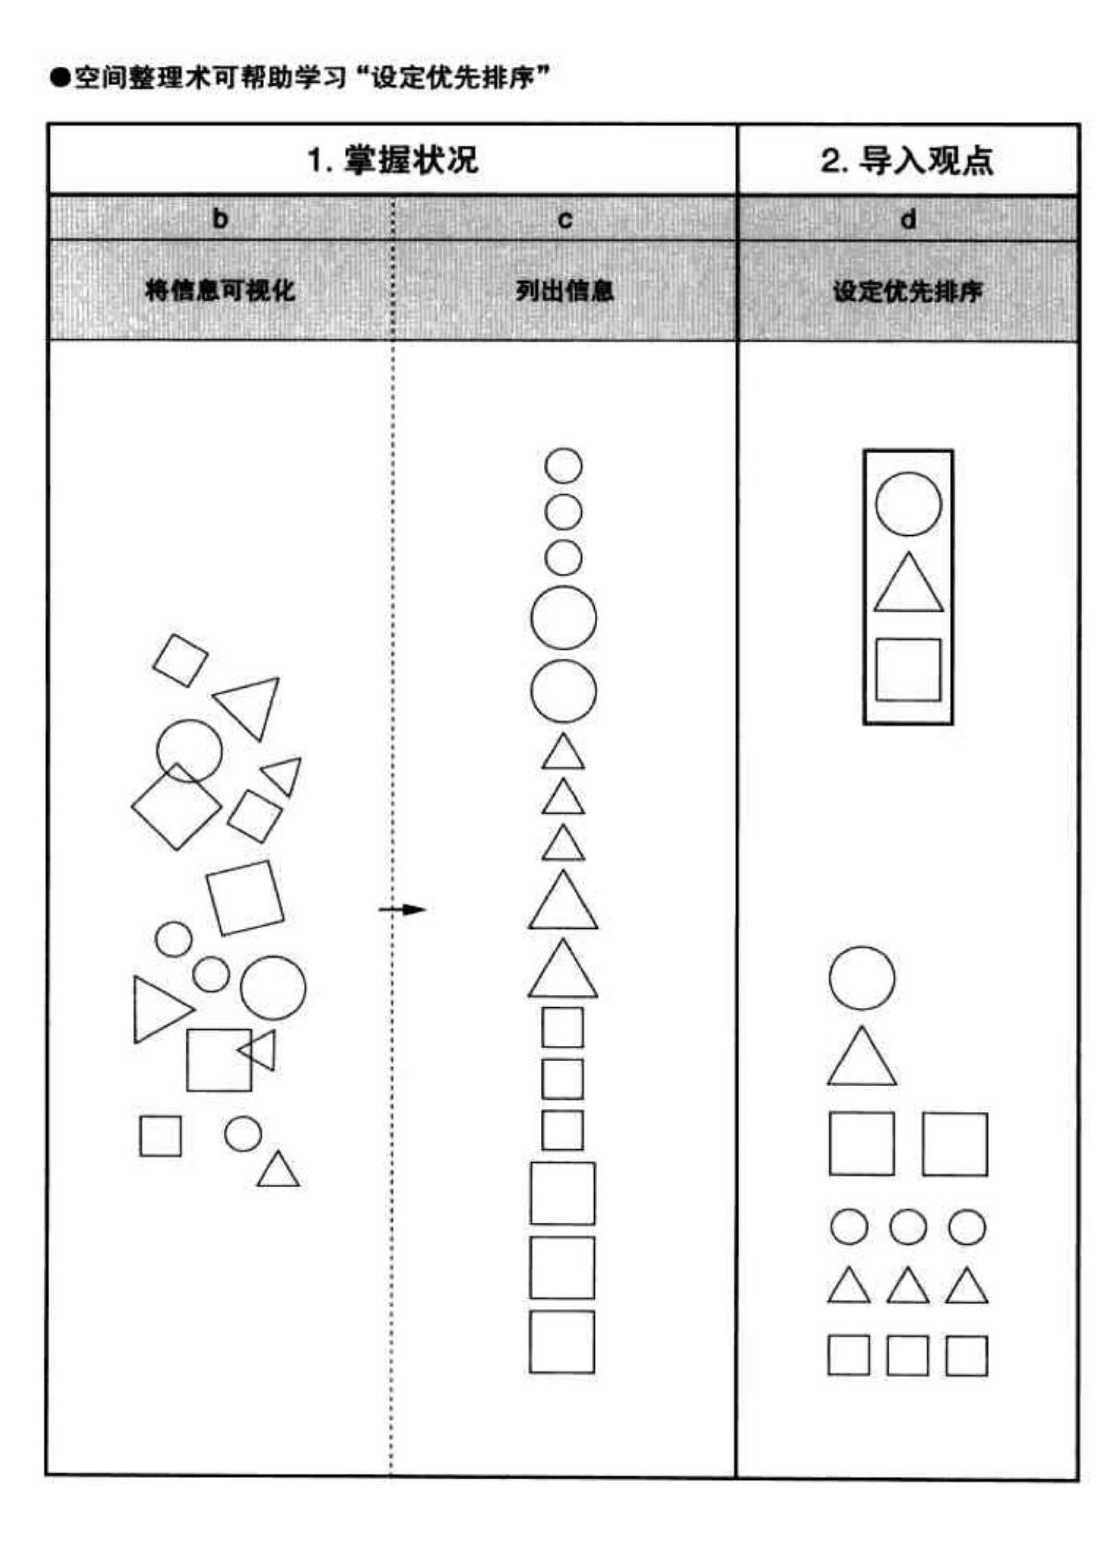 ●空间整理术可帮助学习“设定优先排序”
1. 掌握状况
2. 导入观点
b
c
d
将信息可视化
列出信息
设定优先排序